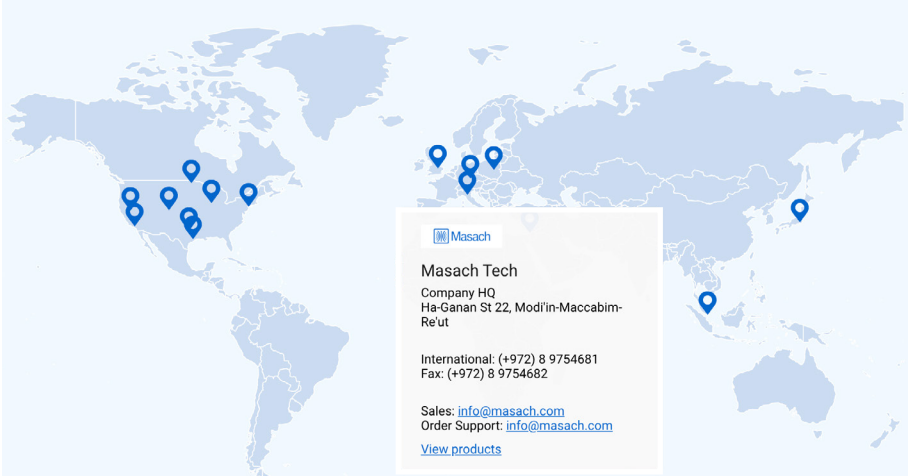 Masach
Masach Tech
Company HQ
Ha-Ganan St 22, Modi'in-Maccabim-
Re'ut
International: (+972) 8 9754681
Fax: (+972) 8 9754682
Sales: info@masach.com
Order Support: info@masach.com
View products